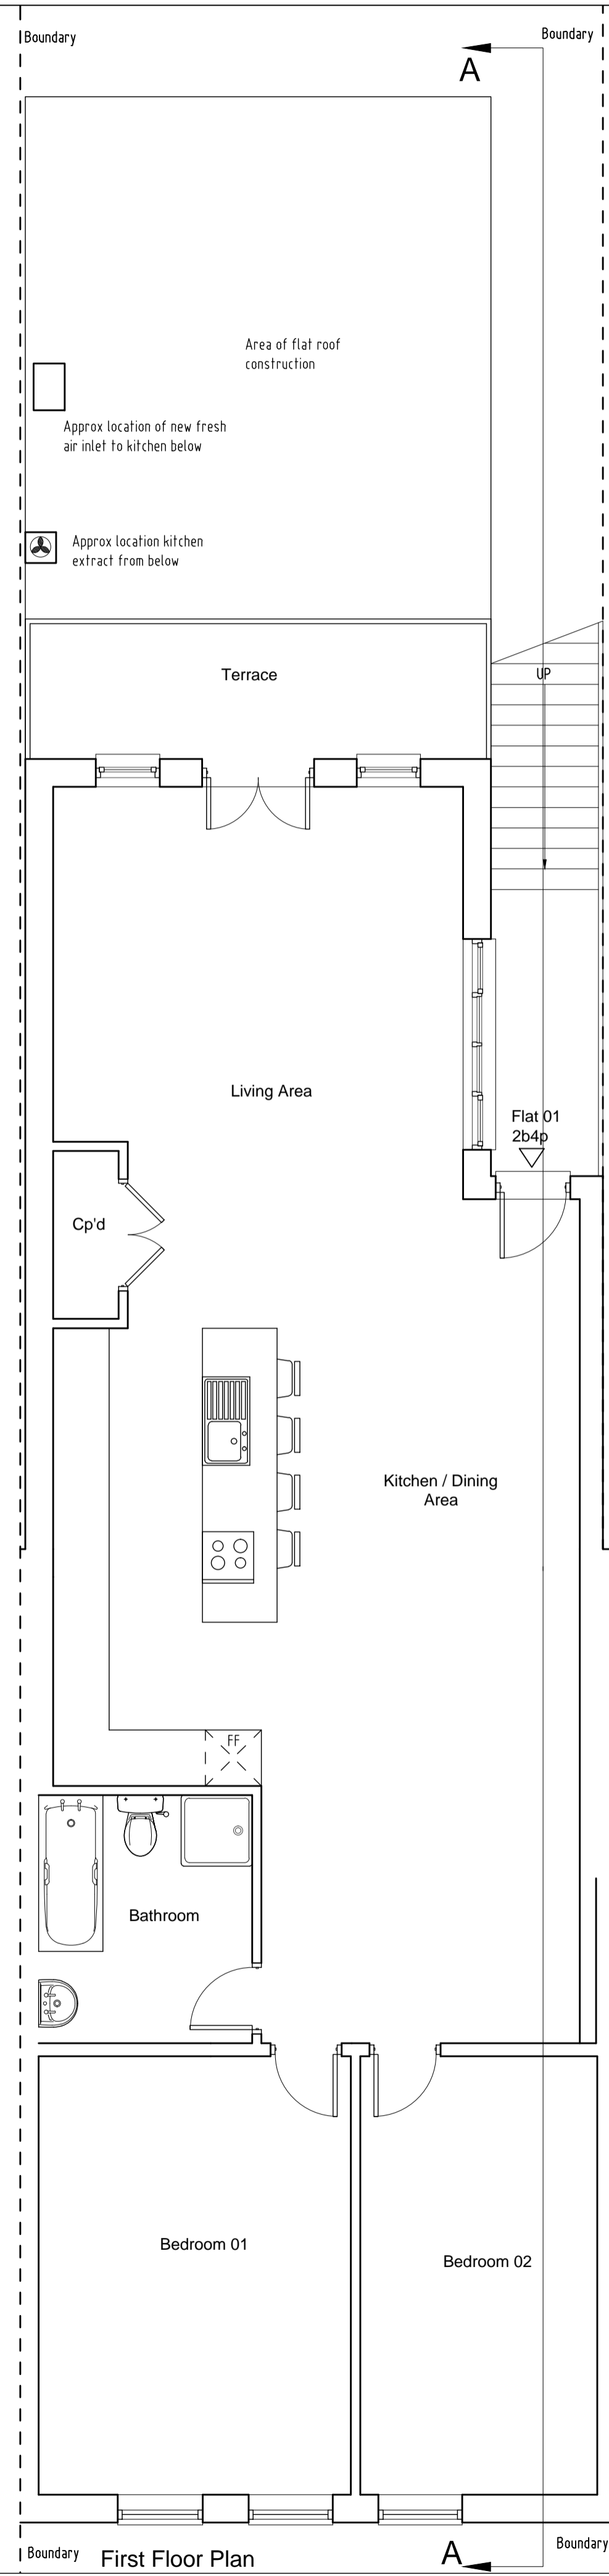 Boundary
Boundary
A
Area of flat roof
construction
Approx location of new fresh
air inlet to kitchen below
Approx location kitchen
extract from below
Terrace
UP
Living Area
Flat 01
2b4p
Cp'd
Kitchen / Dining
Area
FF
Bathroom
Bedroom 01
Bedroom 02
Boundary
First Floor Plan
A
Boundary